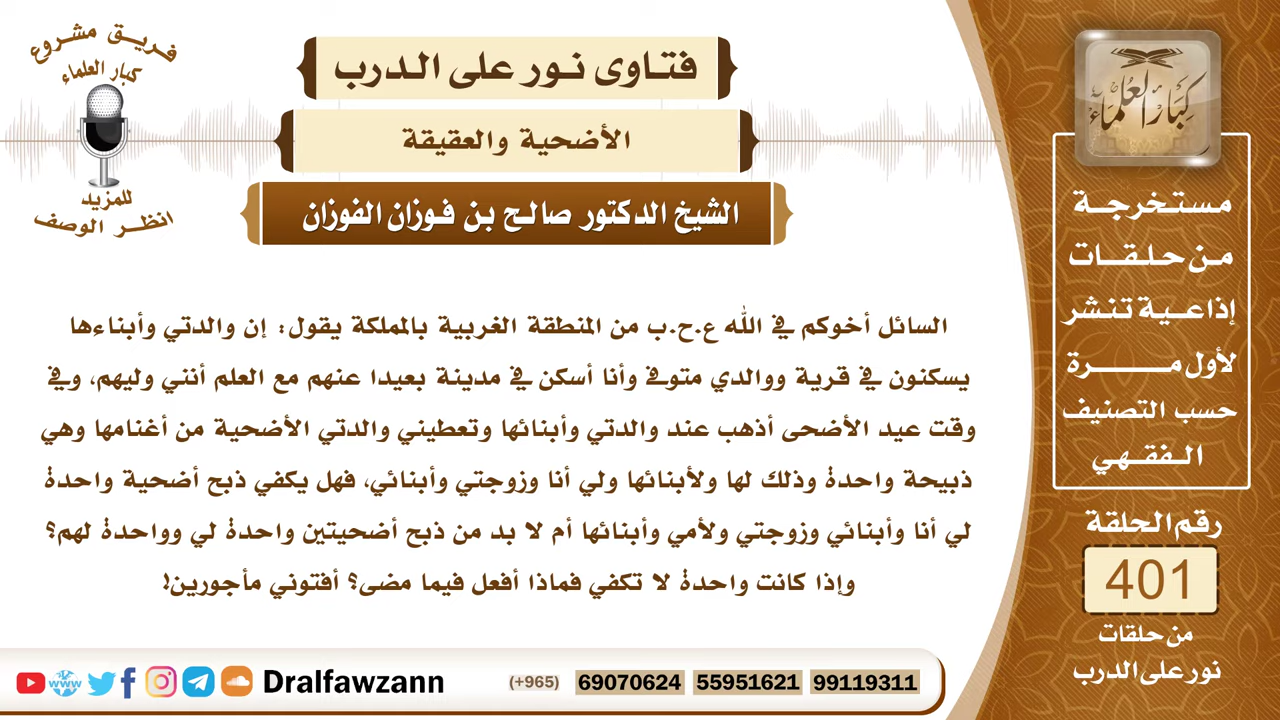 فريق مشروع
كبار العلماء
للمزيد
انظر الوصف
فتاوى نور على الدرب
الأضحية والعقيقة
الشيخ الدكتور صالح بن فوزان الفوزان
السائل أخوكم في الله ع.ح.ب من المنطقة الغربية بالمملكة يقول: إن والدتي وأبناءها
يسكنون في قرية ووالدي متوفى وأنا أسكن في مدينة بعيدا عنهم مع العلم أنني وليهم، وفي
وقت عيد الأضحى أذهب عند والدتي وأبنائها وتعطيني والدتي الأضحية من أغنامها وهي
ذبيحة واحدة وذلك لها ولأبنائها ولي أنا وزوجتي وأبنائي، فهل يكفي ذبح أضحية واحدة
لي أنا وأبنائي وزوجتي ولأمي وأبنائها أم لا بد من ذبح أضحيتين واحدة لي وواحدة لهم؟
وإذا كانت واحدة لا تكفي فماذا أفعل فيما مضى؟ أفتوني مأجورين!
كبار العلماء
مستخرجة
من حلقات
إذاعية تنشر
لأول مرة
حسب التصنيف
الفقهي
رقم الحلقة
401
من حلقات
نور على الدرب
www
Dralfawzann (+965) 69070624 55951621 99119311